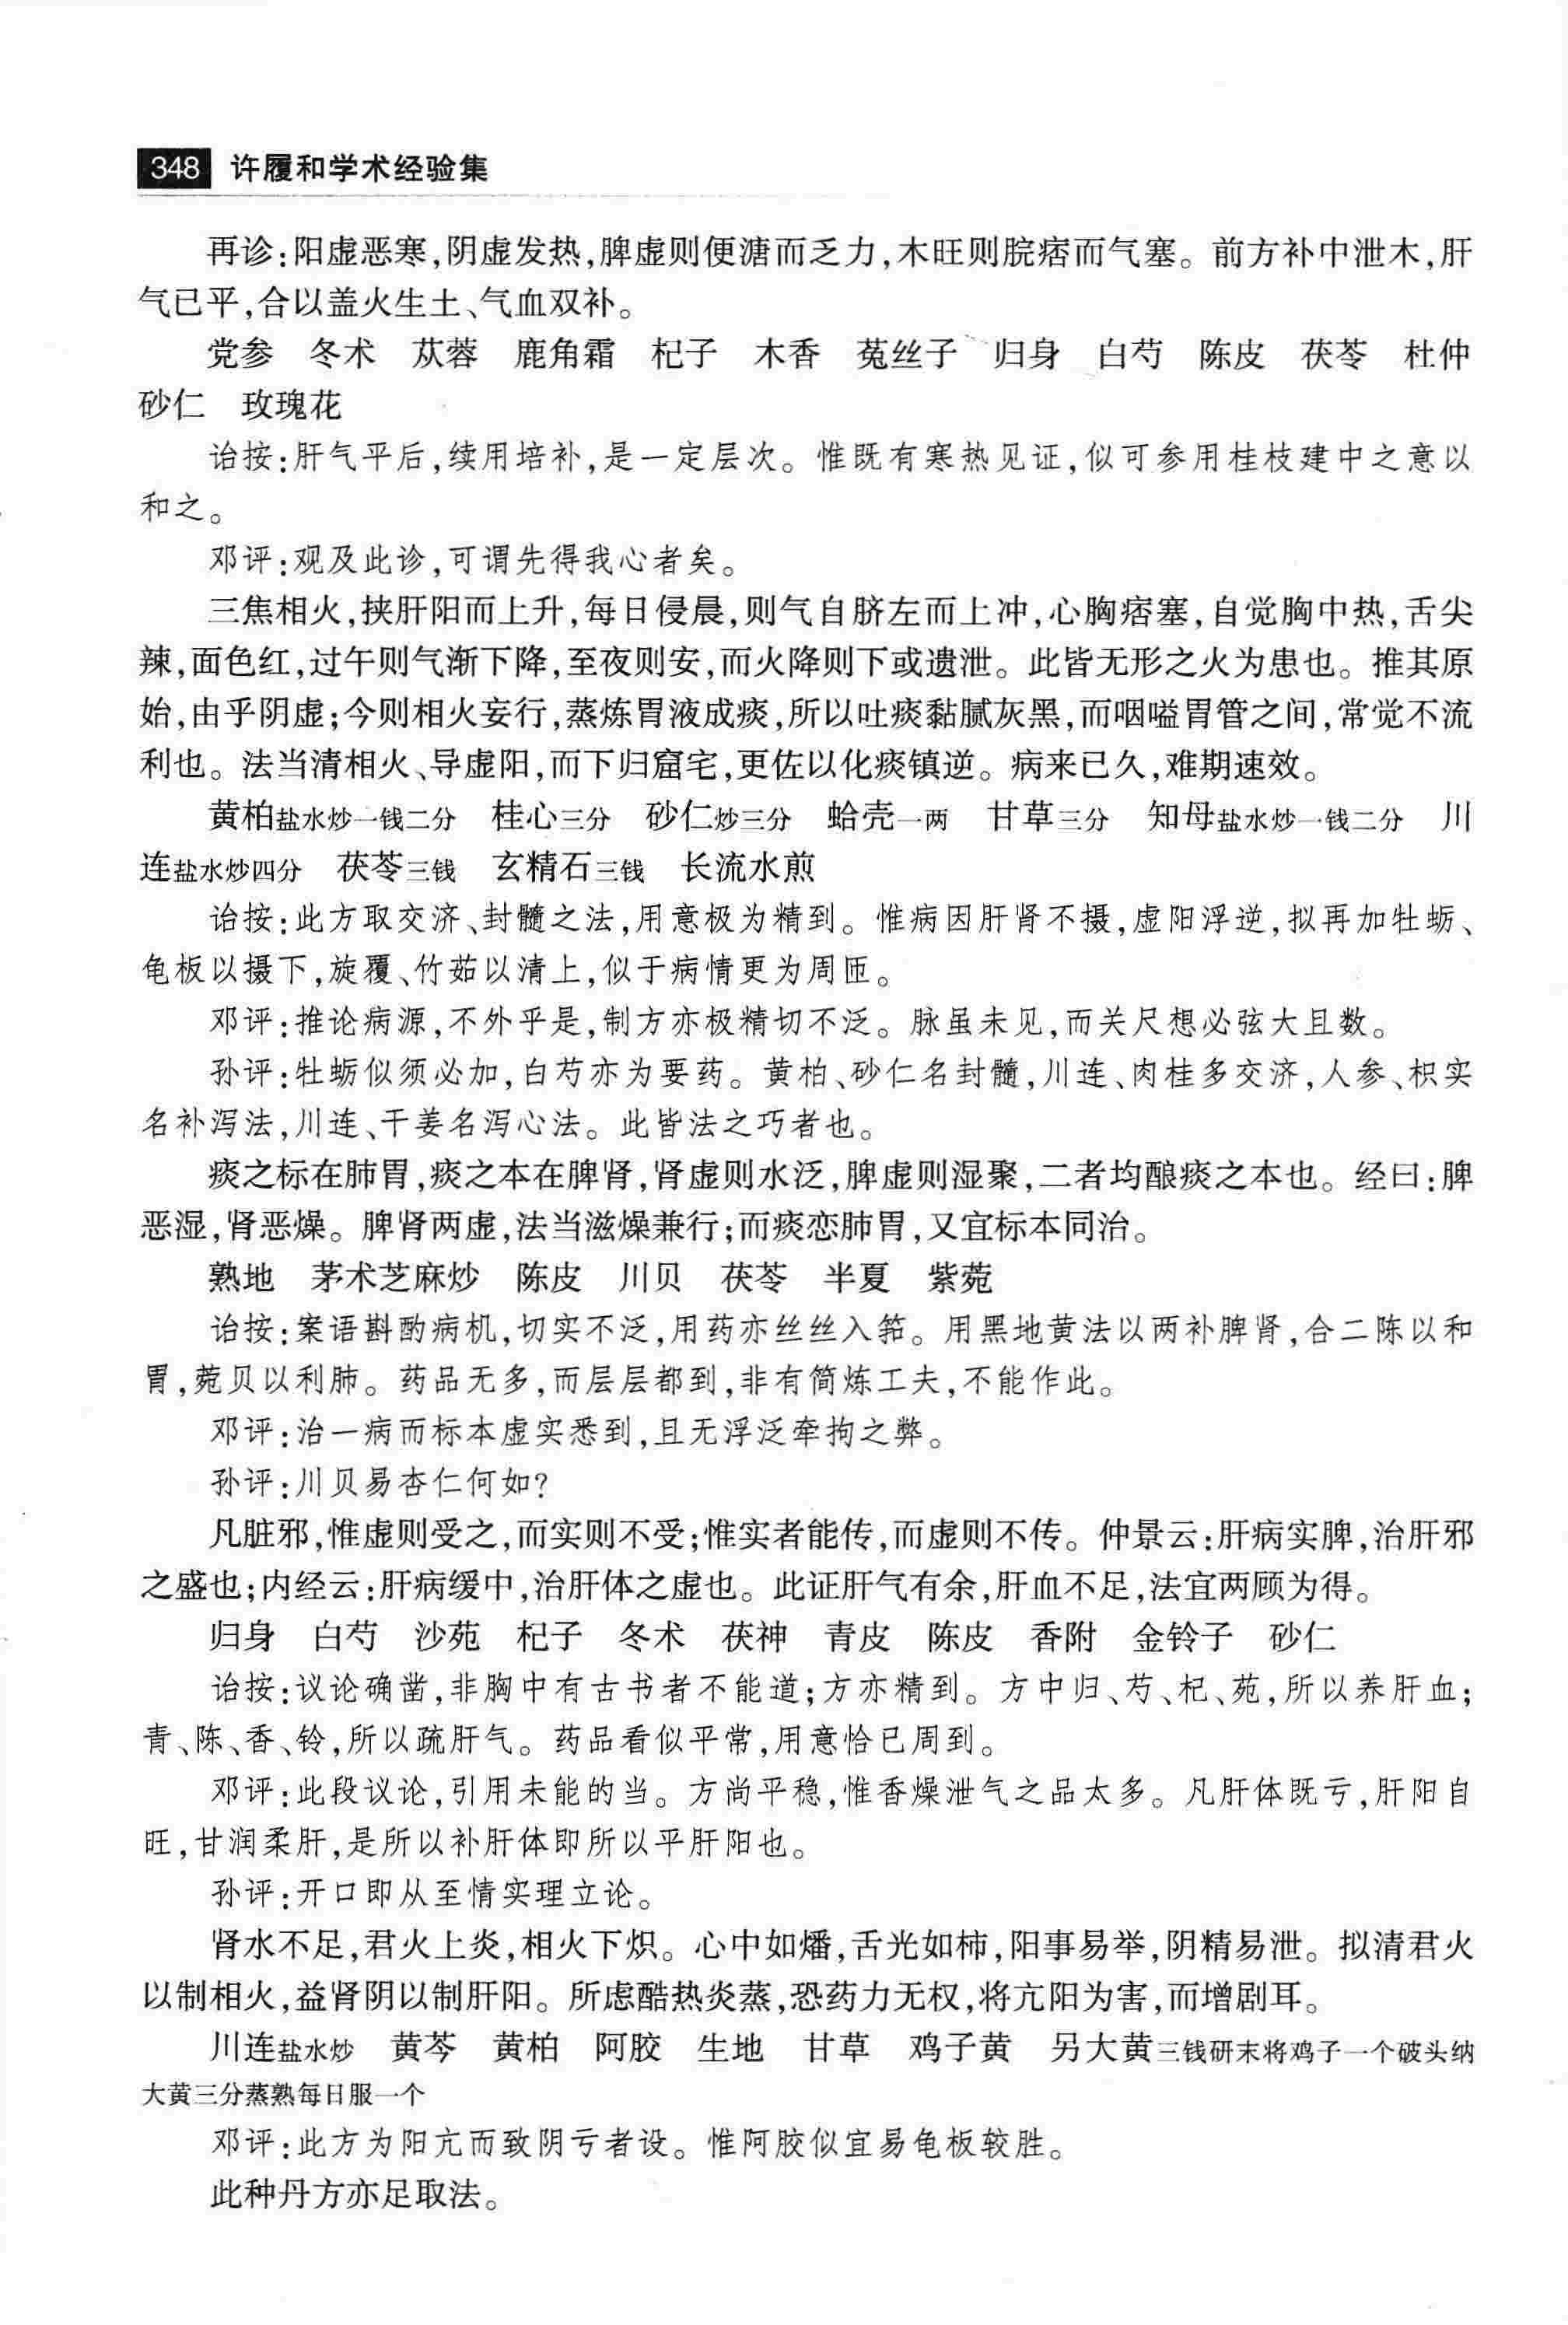 348 许履和学术经验集
再诊:阳虚恶寒,阴虚发热,脾虚则便溏而乏力,木旺则脘痞而气塞。前方补中泄木,肝
气已平,合以盖火生土、气血双补。
党参 冬术 苁蓉 鹿角霜 杞子 木香 菟丝子 归身 白芍 陈皮 茯苓 杜仲
砂仁 玫瑰花
诒按:肝气平后,续用培补,是一定层次。惟既有寒热见证,似可参用桂枝建中之意以
和之。
邓评:观及此诊,可谓先得我心者矣。
三焦相火,挟肝阳而上升,每日侵晨,则气自脐左而上冲,心胸痞塞,自觉胸中热,舌尖
辣,面色红,过午则气渐下降,至夜则安,而火降则下或遗泄。此皆无形之火为患也。推其原
始,由乎阴虚;今则相火妄行,蒸炼胃液成痰,所以吐痰黏腻灰黑,而咽嗌胃管之间,常觉不流
利也。法当清相火、导虚阳,而下归窟宅,更佐以化痰镇逆。病来已久,难期速效。
黄柏盐水炒一钱二分 桂心三分 砂仁炒三分 蛤壳一两 甘草三分 知母盐水炒一钱二分 川
连盐水炒四分 茯苓三钱 玄精石三钱 长流水煎
诒按:此方取交济、封髓之法,用意极为精到。惟病因肝肾不摄,虚阳浮逆,拟再加牡蛎、
龟板以摄下,旋覆、竹茹以清上,似于病情更为周匝。
邓评:推论病源,不外乎是,制方亦极精切不泛。脉虽未见,而关尺想必弦大且数。
孙评:牡蛎似须必加,白芍亦为要药。黄柏、砂仁名封髓,川连、肉桂多交济,人参、枳实
名补泻法,川连、干姜名泻心法。此皆法之巧者也。
痰之标在肺胃,痰之本在脾肾,肾虚则水泛,脾虚则湿聚,二者均酿痰之本也。经曰:脾
恶湿,肾恶燥。脾肾两虚,法当滋燥兼行;而痰恋肺胃,又宜标本同治。
熟地 茅术芝麻炒 陈皮 川贝 茯苓 半夏 紫菀
诒按:案语斟酌病机,切实不泛,用药亦丝丝入筘。用黑地黄法以两补脾肾,合二陈以和
胃,菀贝以利肺。药品无多,而层层都到,非有简炼工夫,不能作此。
邓评:治一病而标本虚实悉到,且无浮泛牵拘之弊。
孙评:川贝易杏仁何如?
凡脏邪,惟虚则受之,而实则不受;惟实者能传,而虚则不传。仲景云:肝病实脾,治肝邪
之盛也;内经云:肝病缓中,治肝体之虚也。此证肝气有余,肝血不足,法宜两顾为得。
归身 白芍 沙苑 杞子 冬术 茯神 青皮 陈皮 香附 金铃子 砂仁
诒按:议论确凿,非胸中有古书者不能道;方亦精到。方中归、芍、杞、苑,所以养肝血;
青、陈、香、铃,所以疏肝气。药品看似平常,用意恰已周到。
邓评:此段议论,引用未能的当。方尚平稳,惟香燥泄气之品太多。凡肝体既亏,肝阳自
旺,甘润柔肝,是所以补肝体即所以平肝阳也。
孙评:开口即从至情实理立论。
肾水不足,君火上炎,相火下炽。心中如燔,舌光如柿,阳事易举,阴精易泄。拟清君火
以制相火,益肾阴以制肝阳。所虑酷热炎蒸,恐药力无权,将亢阳为害,而增剧耳。
川连盐水炒 黄芩 黄柏 阿胶 生地 甘草 鸡子黄 另大黄三钱研末将鸡子一个破头纳
大黄三分蒸熟每日服一个
邓评:此方为阳亢而致阴亏者设。惟阿胶似宜易龟板较胜。
此种丹方亦足取法。